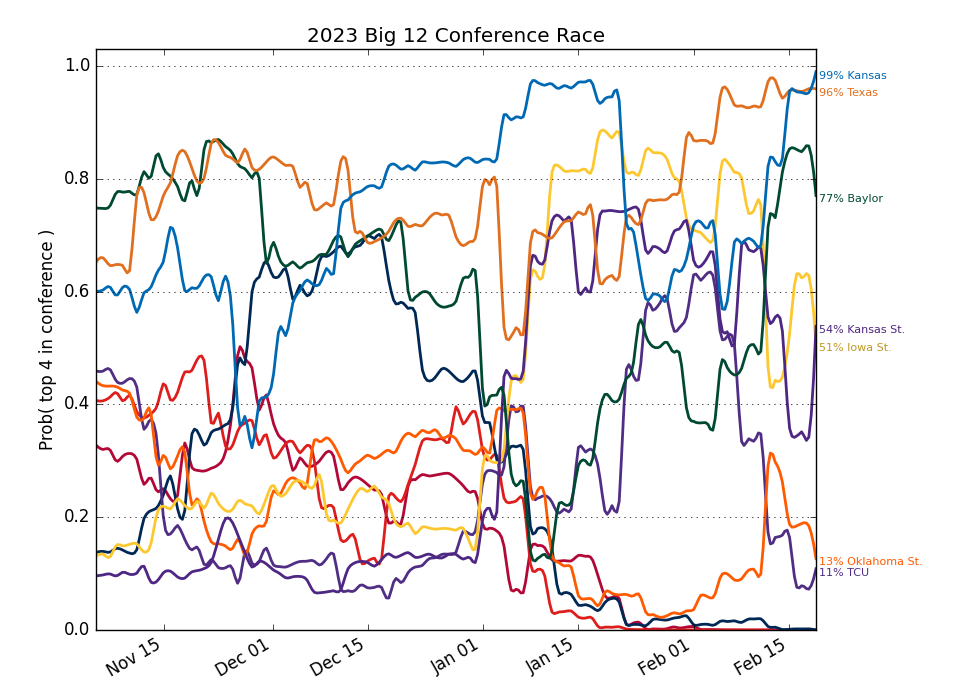 2023 Big 12 Conference Race
Prob( top 4 in conference )
1.0
0.8
0.6
0.4
0.2
0.0
Nov 15
Dec 01
Dec 15
Jan 01
Jan 15
Feb 01
Feb 15
99% Kansas
96% Texas
77% Baylor
54% Kansas St.
51% Iowa St.
13% Oklahoma St.
11% TCU